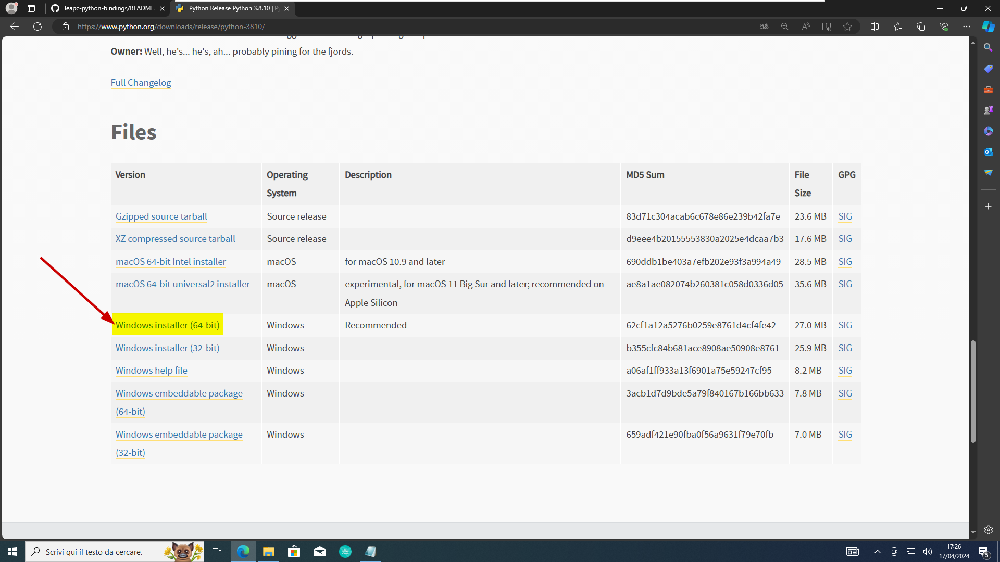 leapc-python-bindings/README.
Python Release Python 3.8.10 | P
https://www.python.org/downloads/release/python-3810/
Owner: Well, he's... he's, ah... probably pining for the fjords.
Full Changelog
Files
Version Operating System Description MD5 Sum File Size GPG
Gzipped source tarball Source release 83d71c304acab6c678e86e239b42fa7e 23.6 MB SIG
XZ compressed source tarball Source release d9eee4b20155553830a2025e4dcaa7b3 17.6 MB SIG
macOS 64-bit Intel installer macOS for macOS 10.9 and later 690ddb1be403a7efb202e93f3a994a49 28.5 MB SIG
macOS 64-bit universal2 installer macOS experimental, for macOS 11 Big Sur and later; recommended on ae8a1ae082074b260381c058d0336d05 35.6 MB SIG
Apple Silicon
Windows installer (64-bit) Windows Recommended 62cf1a12a5276b0259e8761d4cf4fe42 27.0 MB SIG
Windows installer (32-bit) Windows b355cfc84b681ace8908ae50908e8761 25.9 MB SIG
Windows help file Windows a06af1ff933a13f6901a75e59247cf95 8.2 MB SIG
Windows embeddable package Windows 3acb1d7d9bde5a79f840167b166bb633 7.8 MB SIG
(64-bit)
Windows embeddable package Windows 659adf421e90fba0f56a9631f79e70fb 7.0 MB SIG
(32-bit)
Scrivi qui il testo da cercare.
17:26
17/04/2024
5